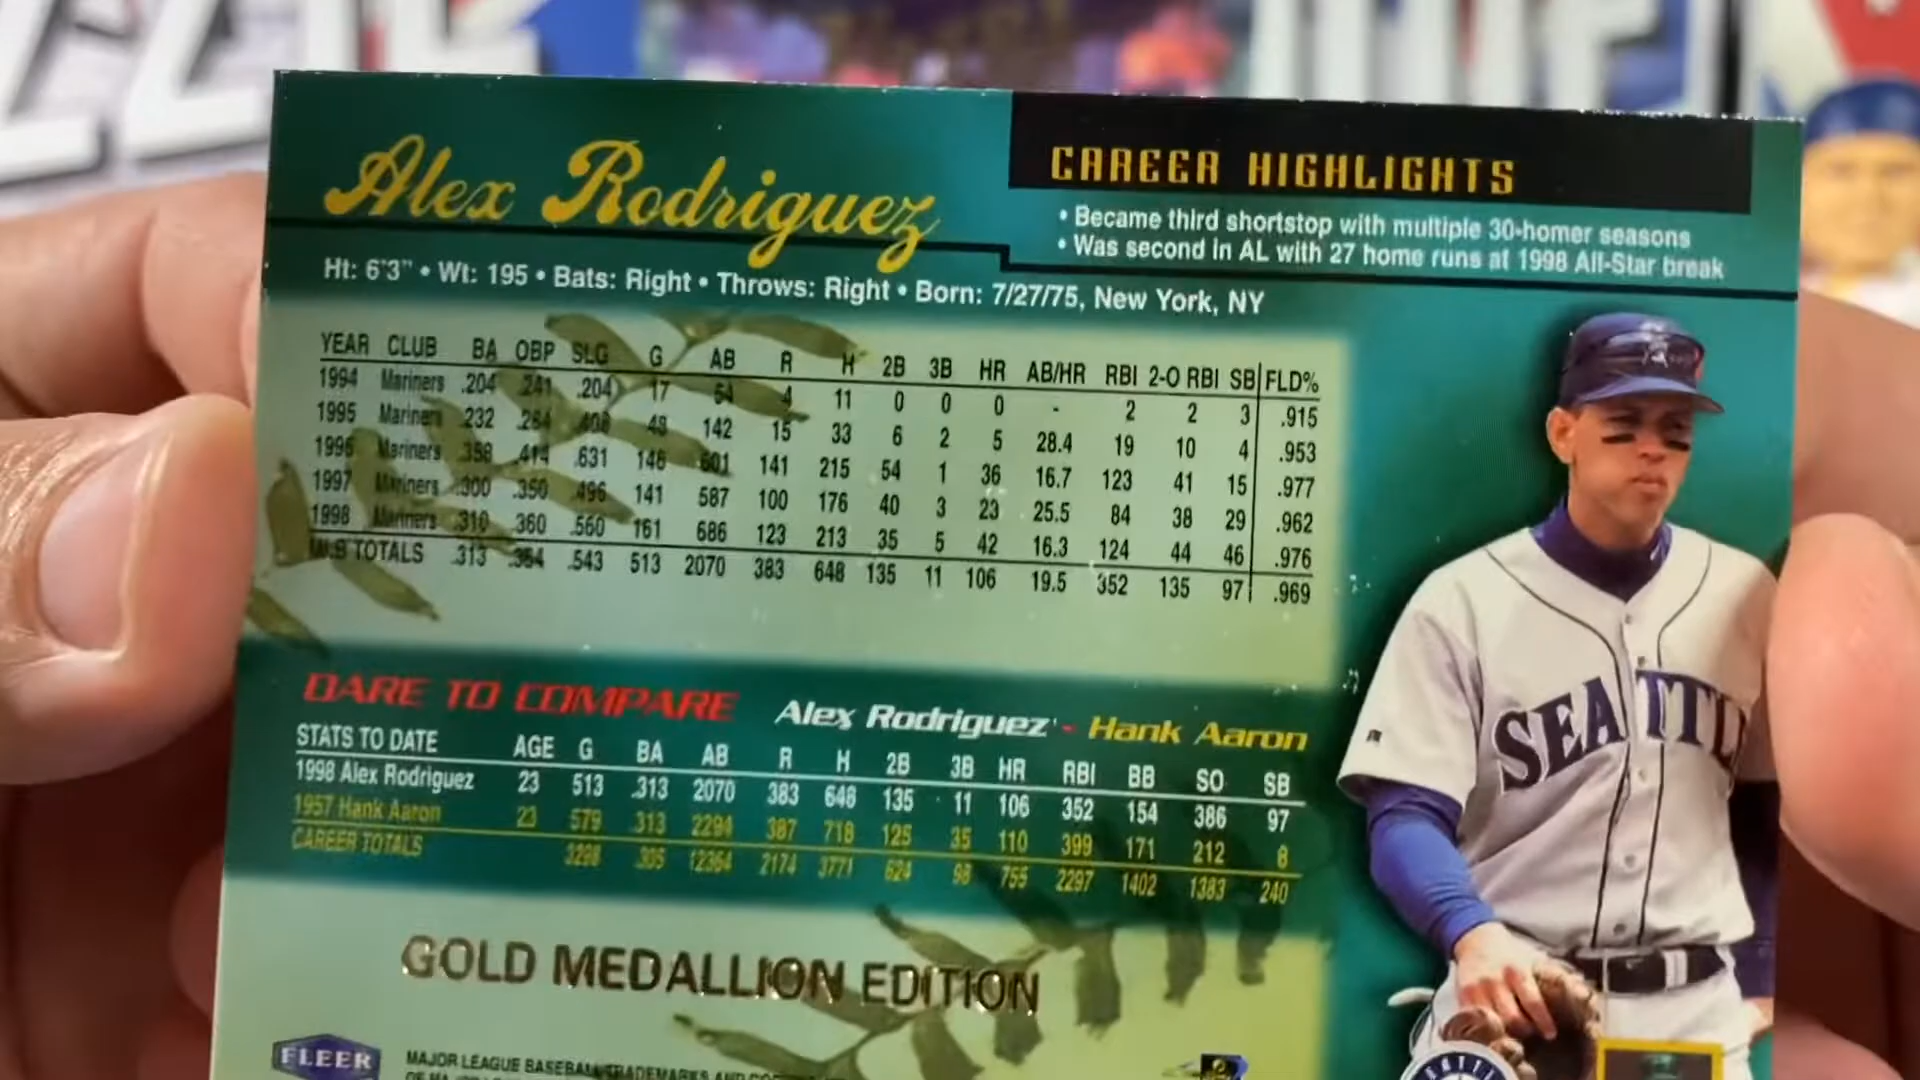 Alex Rodriguez
CAREER HIGHLIGHTS
• Became third shortstop with multiple 30-homer seasons
• Was second in AL with 27 home runs at 1998 All-Star break
Ht: 6'3" • Wt: 195 • Bats: Right • Throws: Right • Born: 7/27/75, New York, NY
YEAR CLUB BA OBP SLG G AB R H 2B 3B HR AB/HR RBI 2-O RBI SB FLD%
1994 Mariners .204 .241 .204 17 54 4 11 0 0 0 - 2 2 3 .915
1995 Mariners .232 .264 .408 48 142 15 33 6 2 5 28.4 19 10 4 .953
1996 Mariners .358 .414 .631 146 601 141 215 54 1 36 16.7 123 41 15 .977
1997 Mariners .300 .350 .496 141 587 100 176 40 3 23 25.5 84 38 29 .962
1998 Mariners .310 .360 .560 161 686 123 213 35 5 42 16.3 124 44 46 .976
MLB TOTALS .313 .364 .543 513 2070 383 648 135 11 106 19.5 352 135 97 .969
DARE TO COMPARE Alex Rodriguez - Hank Aaron
STATS TO DATE AGE G BA AB R H 2B 3B HR RBI BB SO SB
1998 Alex Rodriguez 23 513 .313 2070 383 648 135 11 106 352 154 386 97
1957 Hank Aaron 23 579 .313 2294 387 718 125 35 110 399 171 212 8
CAREER TOTALS 3298 .305 12364 2174 3771 624 98 755 2297 1402 1383 240
SEATTLE
GOLD MEDALLION EDITION
FLEER
MAJOR LEAGUE BASEBALL TRADEMARKS AND